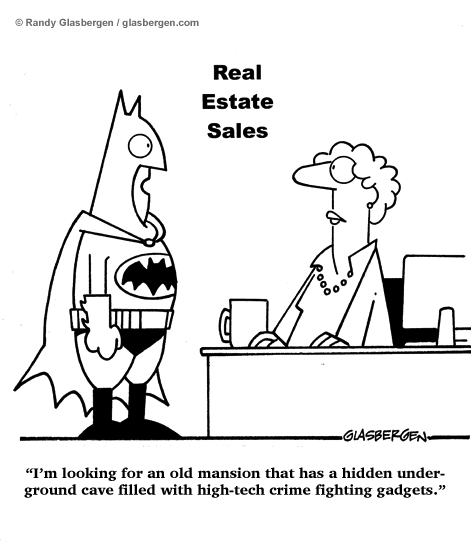 © Randy Glasbergen / glasbergen.com
Real
Estate
Sales
GLASBERGEN
“I’m looking for an old mansion that has a hidden under-
ground cave filled with high-tech crime fighting gadgets.”